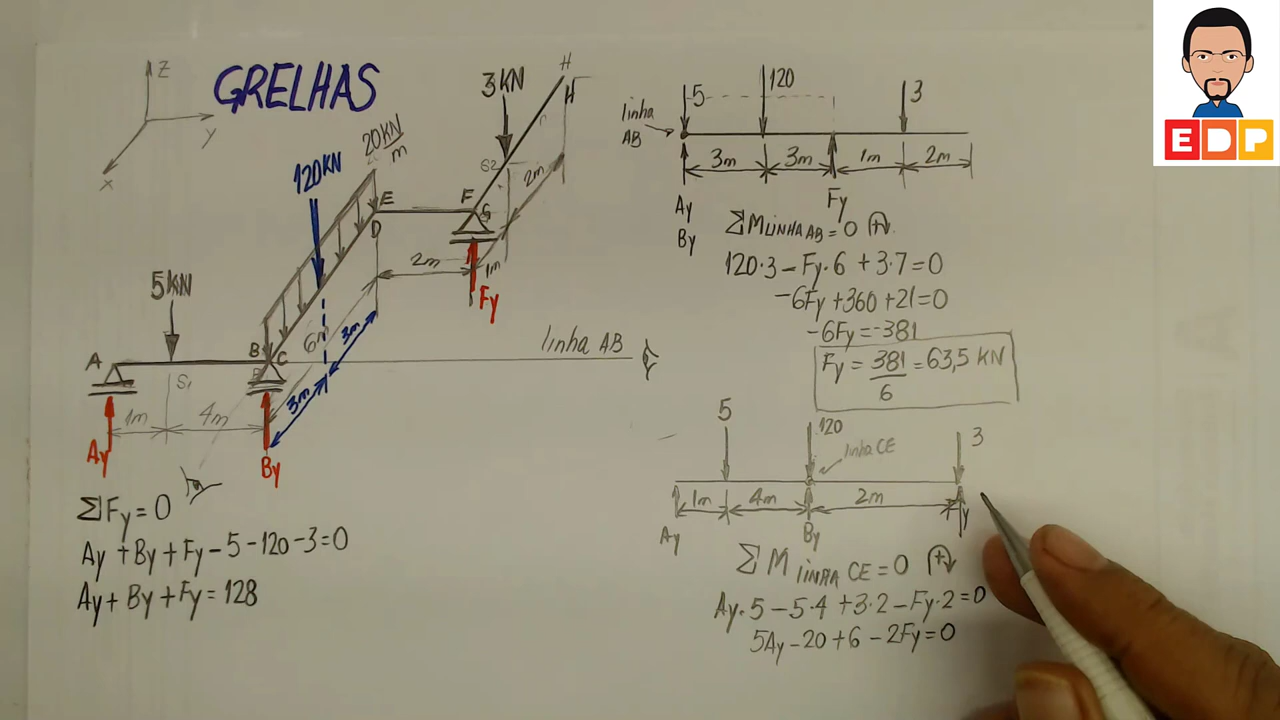 GRELHAS
Z
Y
X
5KN
120KN
20KN
m
3KN
H
H
S2
2m
E
D
F
G
2m
1m
Fy
6m
3m
3m
linha AB
A
B
C
S1
1m
4m
Ay
By
ΣFy=0
Ay+By+Fy-5-120-3=0
Ay+By+Fy=128
5
120
3
linha
AB
3m
3m
1m
2m
Ay
By
Fy
ΣM LINHA AB=0 +
120·3-Fy·6+3·7=0
-6Fy+360+21=0
-6Fy=-381
Fy=381=63,5 KN
6
5
120
3
linha CE
1m
4m
2m
Ay
By
Fy
ΣM LINHA CE=0 +
Ay·5-5·4+3·2-Fy·2=0
5Ay-20+6-2Fy=0
EDP